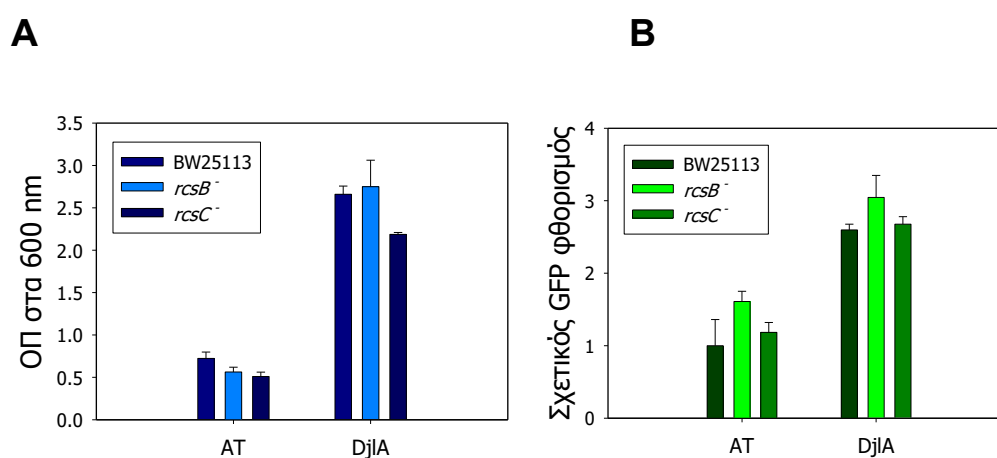 A
B
ΟΠ στα 600 nm
3.5
3.0
2.5
2.0
1.5
1.0
0.5
0.0
BW25113
rcsB -
rcsC -
AT
DjlA
Σχετικός GFP φθορισμός
4
3
2
1
0
BW25113
rcsB -
rcsC -
AT
DjlA